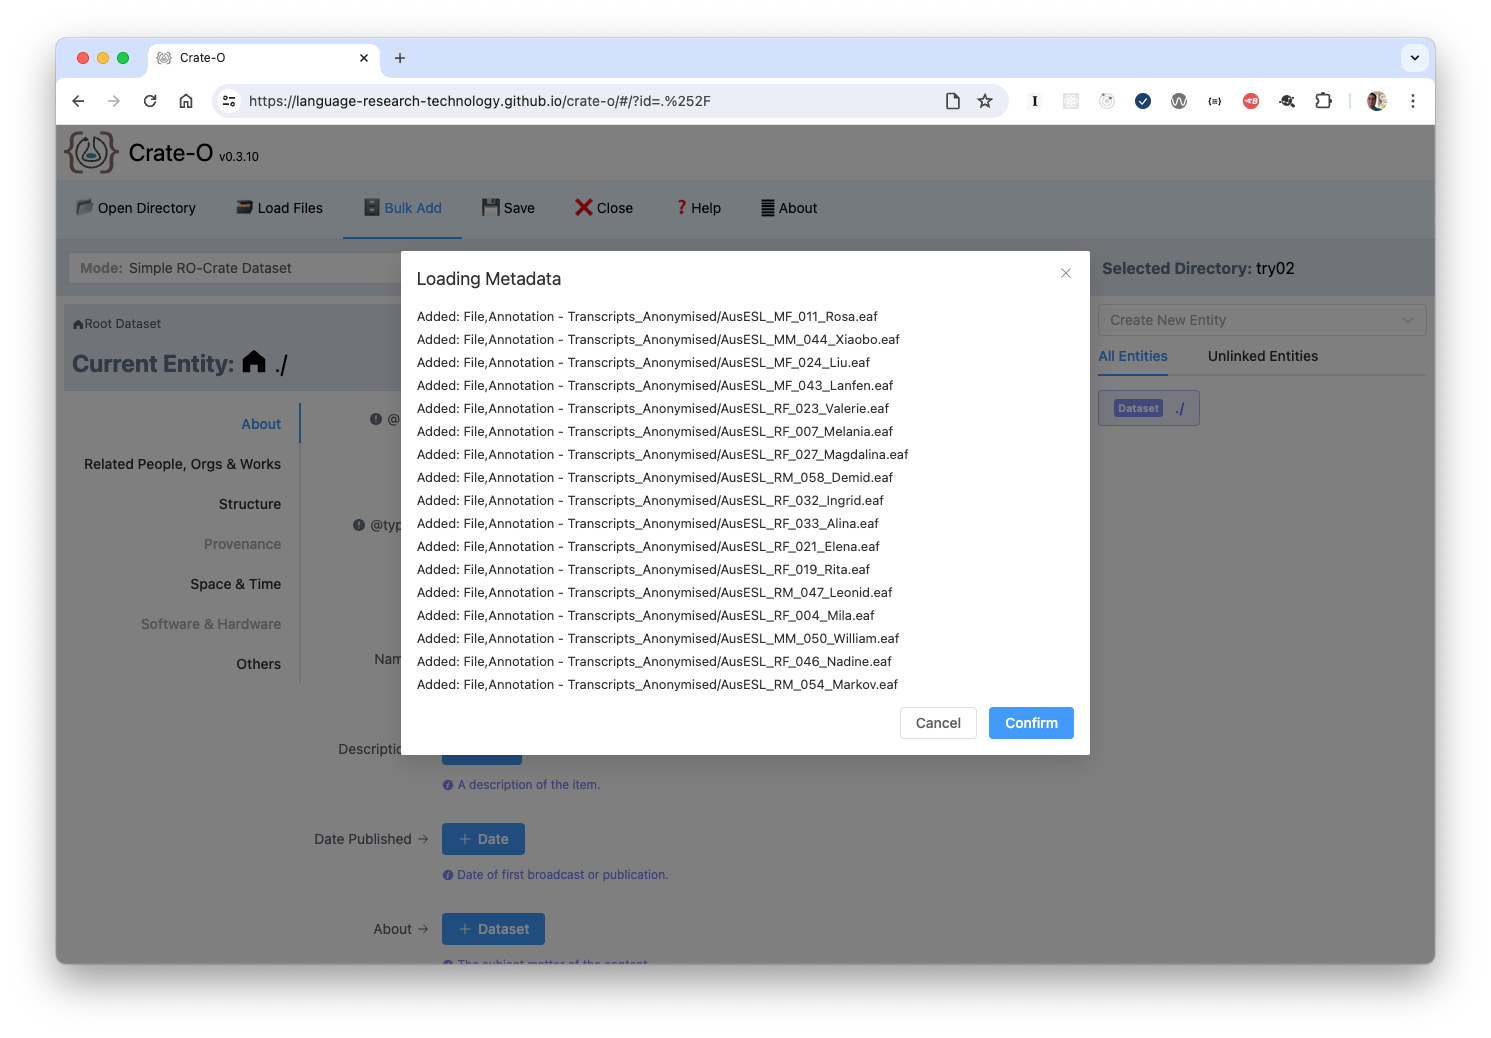 Crate-O
https://language-research-technology.github.io/crate-o/#/?id=.%252F
Crate-O v0.3.10
Open Directory Load Files Bulk Add Save Close Help About
Mode: Simple RO-Crate Dataset
Selected Directory: try02
Root Dataset
Current Entity: ./
Create New Entity
All Entities Unlinked Entities
Dataset ./
About
Related People, Orgs & Works
Structure
Provenance
Space & Time
Software & Hardware
Others
@
@typ
Nam
Descriptio
Loading Metadata
Added: File,Annotation - Transcripts_Anonymised/AusESL_MF_011_Rosa.eaf
Added: File,Annotation - Transcripts_Anonymised/AusESL_MM_044_Xiaobo.eaf
Added: File,Annotation - Transcripts_Anonymised/AusESL_MF_024_Liu.eaf
Added: File,Annotation - Transcripts_Anonymised/AusESL_MF_043_Lanfen.eaf
Added: File,Annotation - Transcripts_Anonymised/AusESL_RF_023_Valerie.eaf
Added: File,Annotation - Transcripts_Anonymised/AusESL_RF_007_Melania.eaf
Added: File,Annotation - Transcripts_Anonymised/AusESL_RF_027_Magdalina.eaf
Added: File,Annotation - Transcripts_Anonymised/AusESL_RM_058_Demid.eaf
Added: File,Annotation - Transcripts_Anonymised/AusESL_RF_032_Ingrid.eaf
Added: File,Annotation - Transcripts_Anonymised/AusESL_RF_033_Alina.eaf
Added: File,Annotation - Transcripts_Anonymised/AusESL_RF_021_Elena.eaf
Added: File,Annotation - Transcripts_Anonymised/AusESL_RF_019_Rita.eaf
Added: File,Annotation - Transcripts_Anonymised/AusESL_RM_047_Leonid.eaf
Added: File,Annotation - Transcripts_Anonymised/AusESL_RF_004_Mila.eaf
Added: File,Annotation - Transcripts_Anonymised/AusESL_MM_050_William.eaf
Added: File,Annotation - Transcripts_Anonymised/AusESL_RF_046_Nadine.eaf
Added: File,Annotation - Transcripts_Anonymised/AusESL_RM_054_Markov.eaf
Cancel Confirm
A description of the item.
Date Published → + Date
Date of first broadcast or publication.
About → + Dataset
The subject matter of the content.